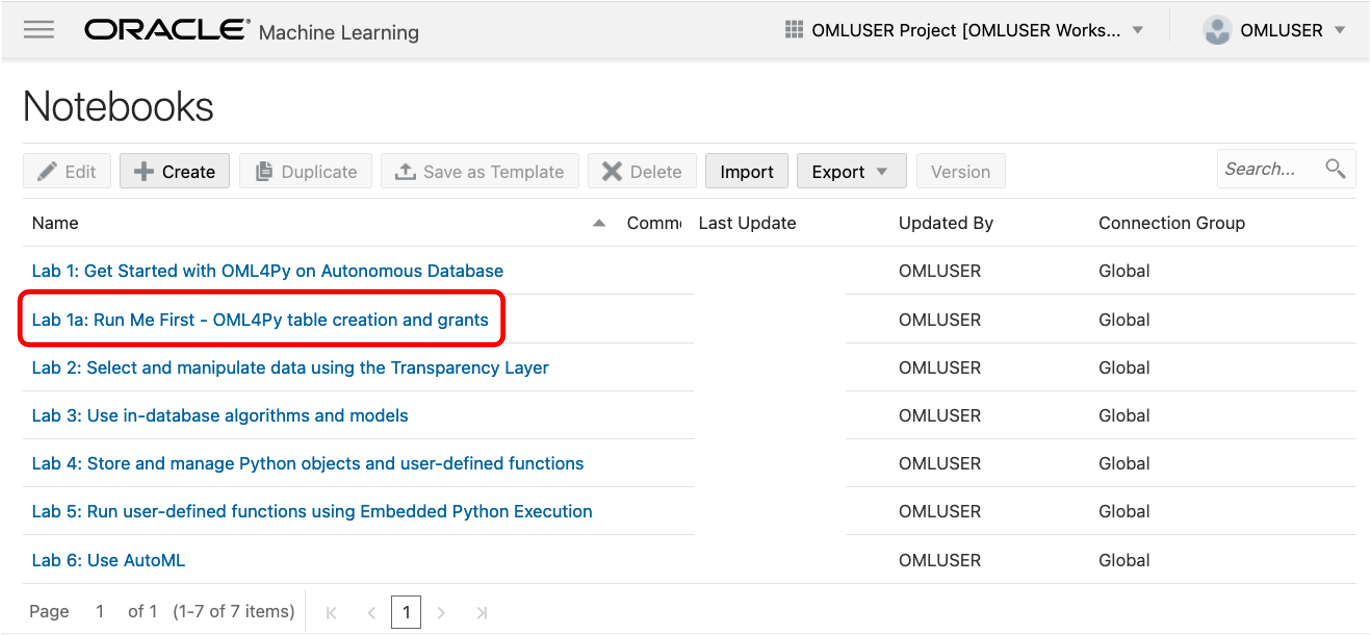 ORACLE® Machine Learning OMLUSER Project [OMLUSER Works... OMLUSER
Notebooks
Edit Create Duplicate Save as Template Delete Import Export Version Search...
Name Comme Last Update Updated By Connection Group
Lab 1: Get Started with OML4Py on Autonomous Database OMLUSER Global
Lab 1a: Run Me First - OML4Py table creation and grants OMLUSER Global
Lab 2: Select and manipulate data using the Transparency Layer OMLUSER Global
Lab 3: Use in-database algorithms and models OMLUSER Global
Lab 4: Store and manage Python objects and user-defined functions OMLUSER Global
Lab 5: Run user-defined functions using Embedded Python Execution OMLUSER Global
Lab 6: Use AutoML OMLUSER Global
Page 1 of 1 (1-7 of 7 items) 1